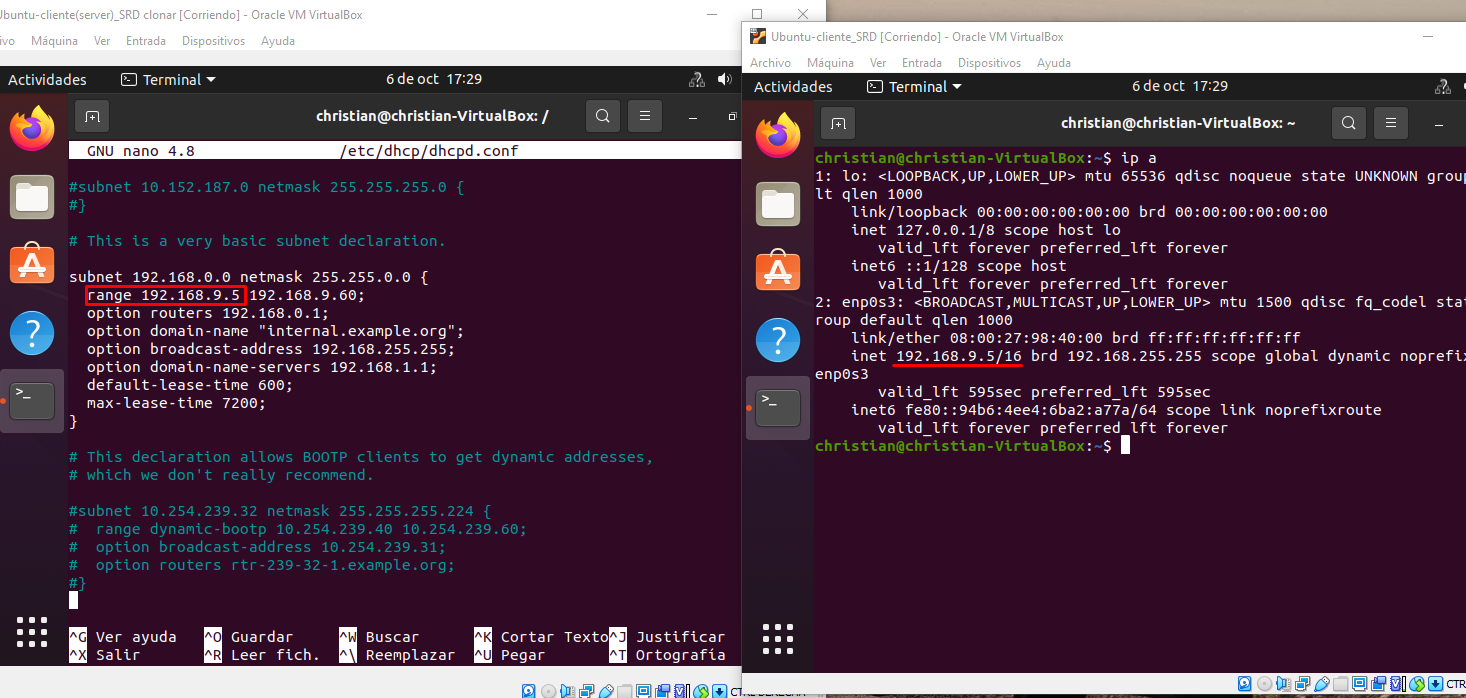 Ubuntu-cliente(server)_SRD clonar [Corriendo] - Oracle VM VirtualBox
ivo Máquina Ver Entrada Dispositivos Ayuda
Actividades Terminal 6 de oct 17:29
christian@christian-VirtualBox: /
GNU nano 4.8 /etc/dhcp/dhcpd.conf
#subnet 10.152.187.0 netmask 255.255.255.0 {
#}
# This is a very basic subnet declaration.
subnet 192.168.0.0 netmask 255.255.0.0 {
range 192.168.9.5 192.168.9.60;
option routers 192.168.0.1;
option domain-name "internal.example.org";
option broadcast-address 192.168.255.255;
option domain-name-servers 192.168.1.1;
default-lease-time 600;
max-lease-time 7200;
}
# This declaration allows BOOTP clients to get dynamic addresses,
# which we don't really recommend.
#subnet 10.254.239.32 netmask 255.255.255.224 {
#  range dynamic-bootp 10.254.239.40 10.254.239.60;
#  option broadcast-address 10.254.239.31;
#  option routers rtr-239-32-1.example.org;
#}
^G Ver ayuda ^O Guardar ^W Buscar ^K Cortar Texto ^J Justificar
^X Salir ^R Leer fich. ^\ Reemplazar ^U Pegar ^T Ortografía
Ubuntu-cliente_SRD [Corriendo] - Oracle VM VirtualBox
Archivo Máquina Ver Entrada Dispositivos Ayuda
Actividades Terminal 6 de oct 17:29
christian@christian-VirtualBox: ~
christian@christian-VirtualBox:~$ ip a
1: lo: <LOOPBACK,UP,LOWER_UP> mtu 65536 qdisc noqueue state UNKNOWN group
lt qlen 1000
link/loopback 00:00:00:00:00:00 brd 00:00:00:00:00:00
inet 127.0.0.1/8 scope host lo
valid_lft forever preferred_lft forever
inet6 ::1/128 scope host
valid_lft forever preferred_lft forever
2: enp0s3: <BROADCAST,MULTICAST,UP,LOWER_UP> mtu 1500 qdisc fq_codel stat
roup default qlen 1000
link/ether 08:00:27:98:40:00 brd ff:ff:ff:ff:ff:ff
inet 192.168.9.5/16 brd 192.168.255.255 scope global dynamic noprefix
enp0s3
valid_lft 595sec preferred_lft 595sec
inet6 fe80::94b6:4ee4:6ba2:a77a/64 scope link noprefixroute
valid_lft forever preferred_lft forever
christian@christian-VirtualBox:~$
CTR